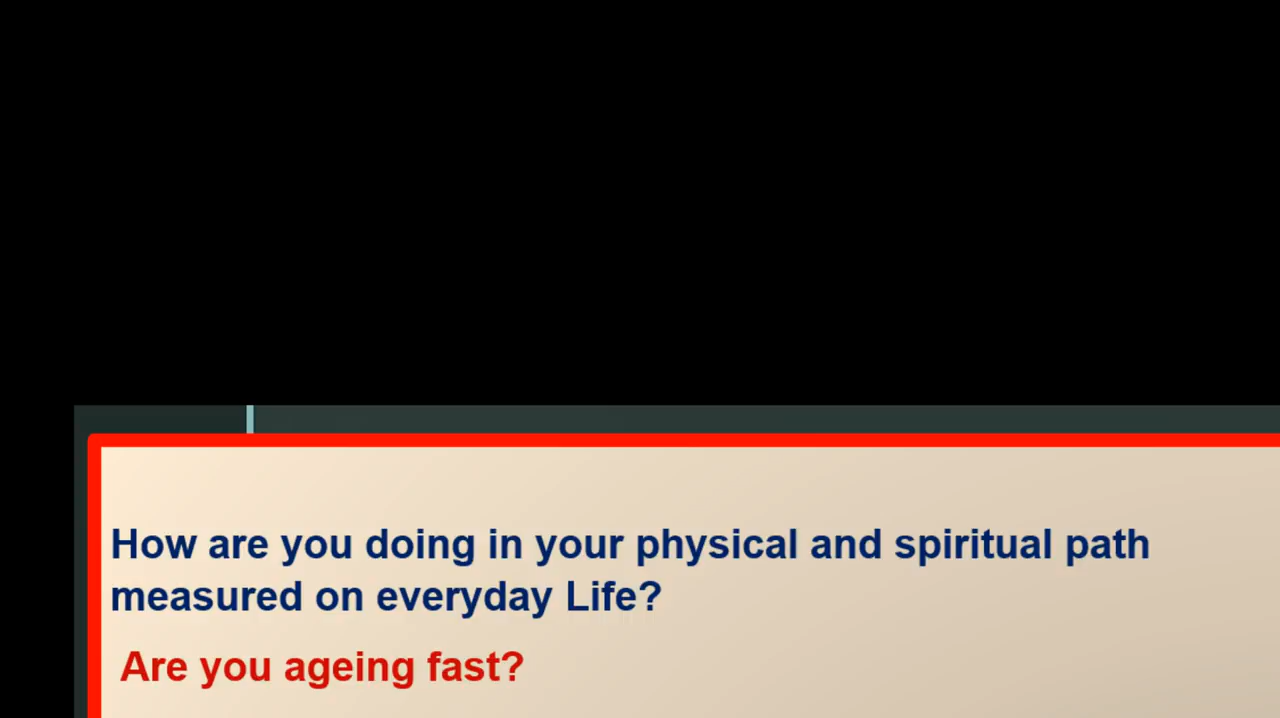 How are you doing in your physical and spiritual path
measured on everyday Life?
Are you ageing fast?